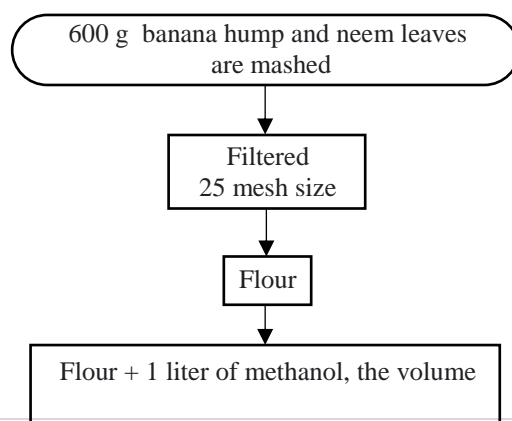 600 g banana hump and neem leaves
are mashed
Filtered
25 mesh size
Flour
Flour + 1 liter of methanol, the volume